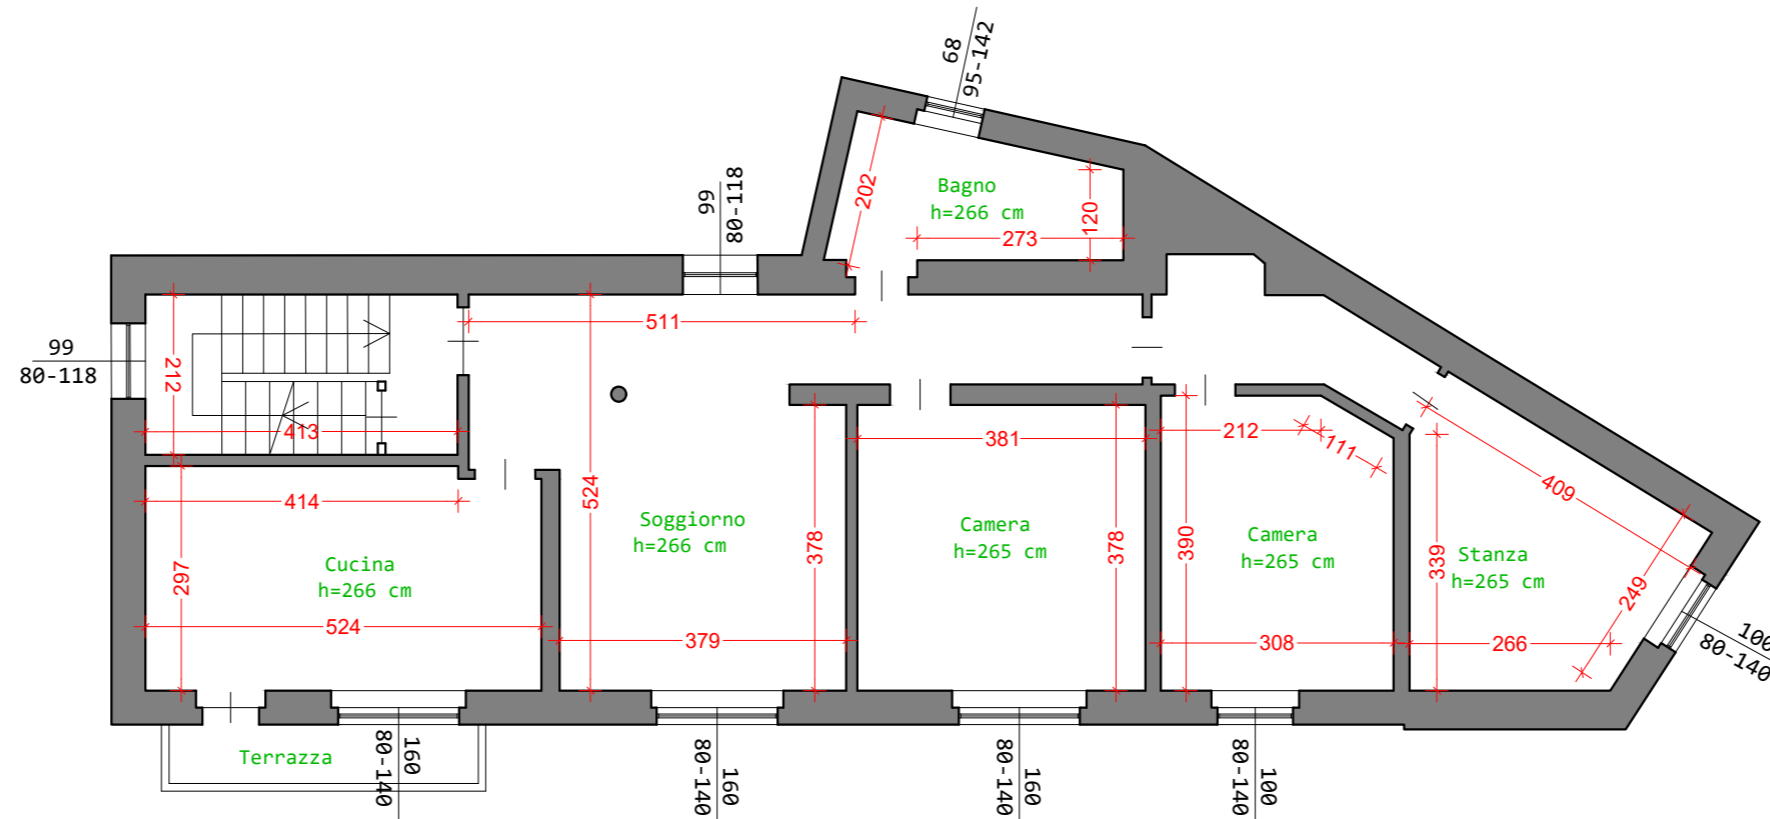 68
95-142
99
80-118
202
Bagno
h=266 cm
120
273
511
99
80-118
212
413
414
297
524
Cucina
h=266 cm
524
Soggiorno
h=266 cm
378
379
381
Camera
h=265 cm
378
212
111
390
Camera
h=265 cm
308
409
339
Stanza
h=265 cm
249
266
100
80-140
Terrazza
160
80-140
160
80-140
160
80-140
100
80-140